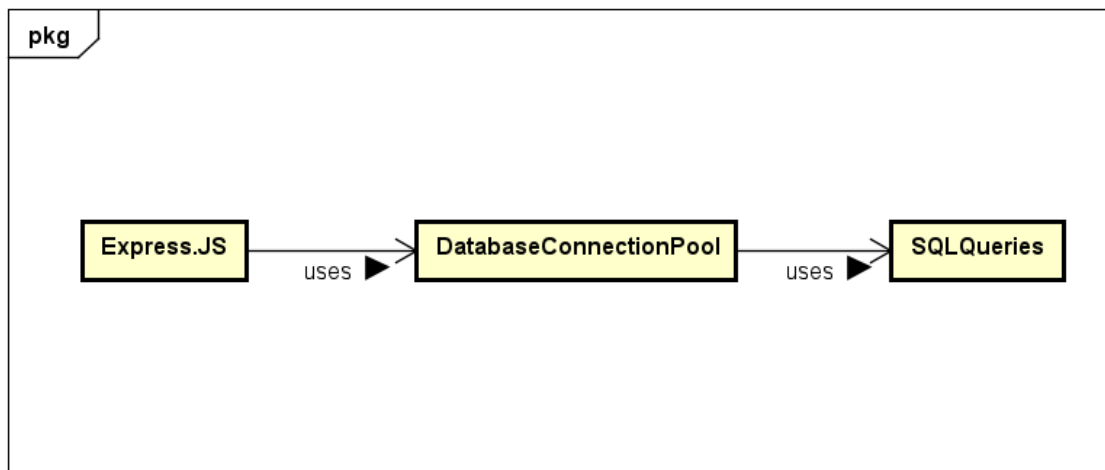 pkg
Express.JS
uses
DatabaseConnectionPool
uses
SQLQueries